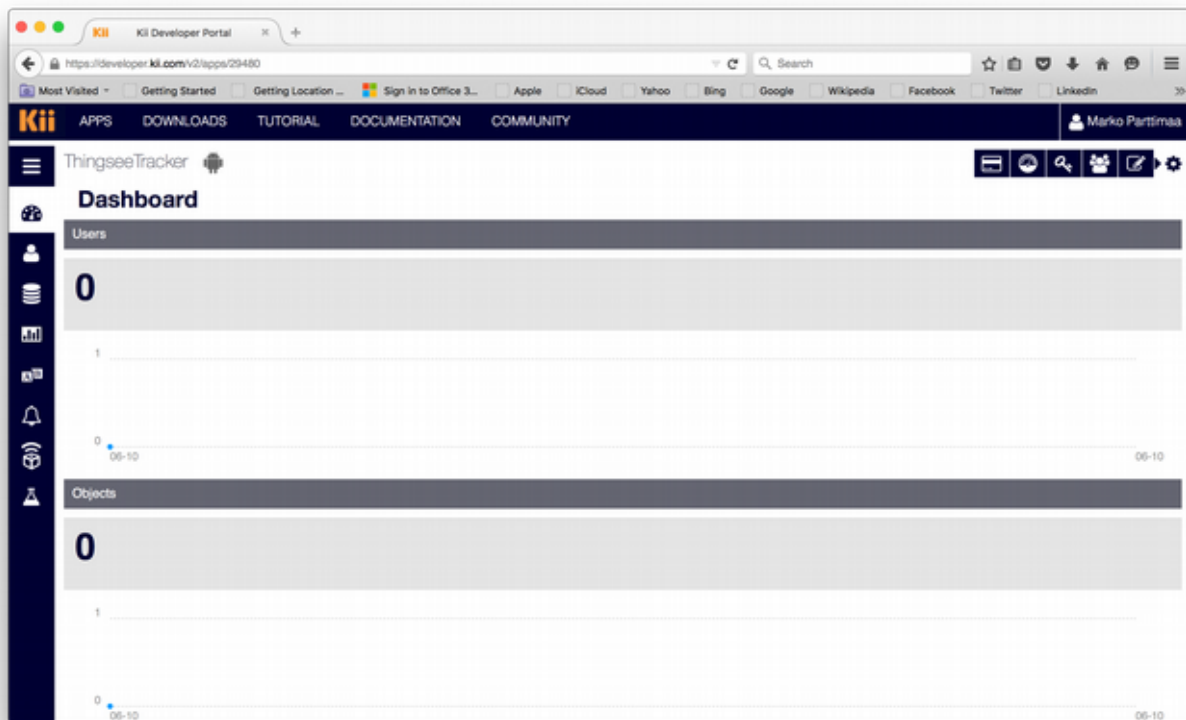 Kii Kii Developer Portal
https://developer.kii.com/v2/apps/29480 Search
Most Visited Getting Started Getting Location ... Sign in to Office 3... Apple iCloud Yahoo Bing Google Wikipedia Facebook Twitter LinkedIn
Kii APPS DOWNLOADS TUTORIAL DOCUMENTATION COMMUNITY Marko Parttimaa
ThingseeTracker
Dashboard
Users
0
1
0
06-10 06-10
Objects
0
1
0
06-10 06-10